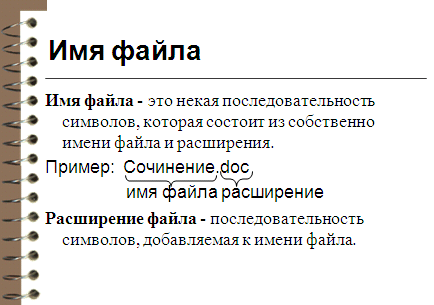 Имя файла
Имя файла - это некая последовательность
символов, которая состоит из собственно
имени файла и расширения.
Пример: Сочинение.doc
имя файла расширение
Расширение файла - последовательность
символов, добавляемая к имени файла.